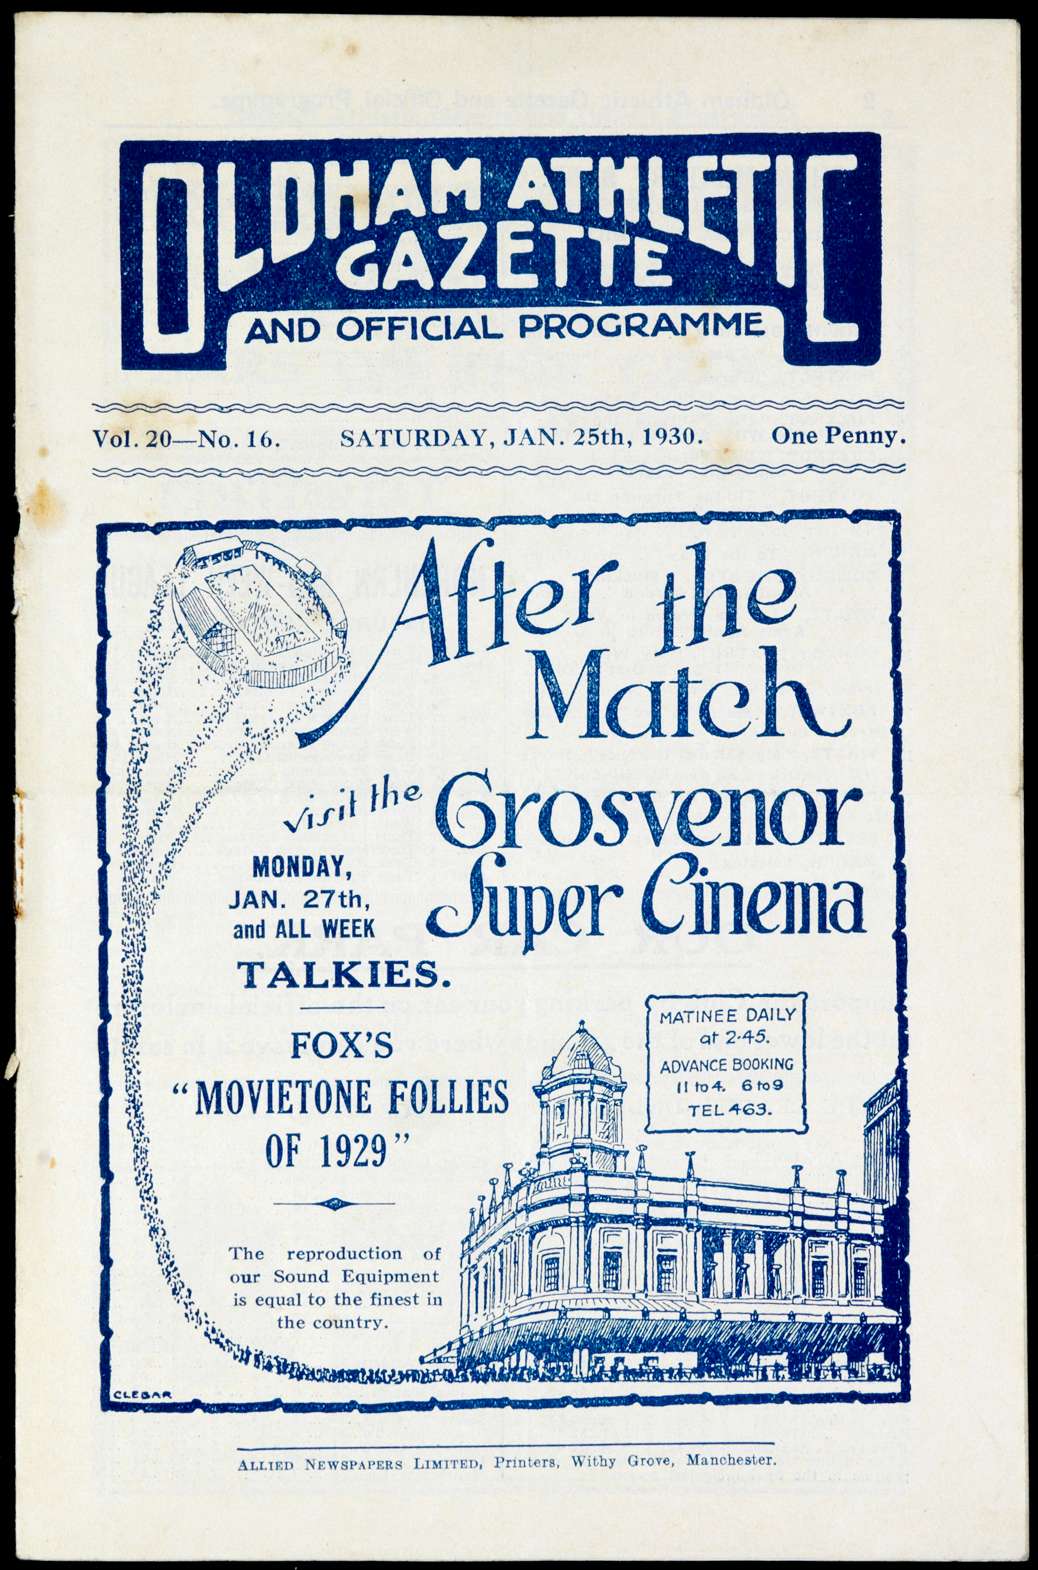 OLDHAM ATHLETIC
GAZETTE
AND OFFICIAL PROGRAMME
Vol. 20—No. 16. SATURDAY, JAN. 25th, 1930. One Penny.
After the
Match
visit the Grosvenor
Super Cinema
MONDAY,
JAN. 27th,
and ALL WEEK
TALKIES.
FOX'S
"MOVIETONE FOLLIES
OF 1929"
MATINEE DAILY
at 2·45.
ADVANCE BOOKING
11 to 4. 6 to 9
TEL 463.
The reproduction of
our Sound Equipment
is equal to the finest in
the country.
CLEBAR
ALLIED NEWSPAPERS LIMITED, Printers, Withy Grove, Manchester.